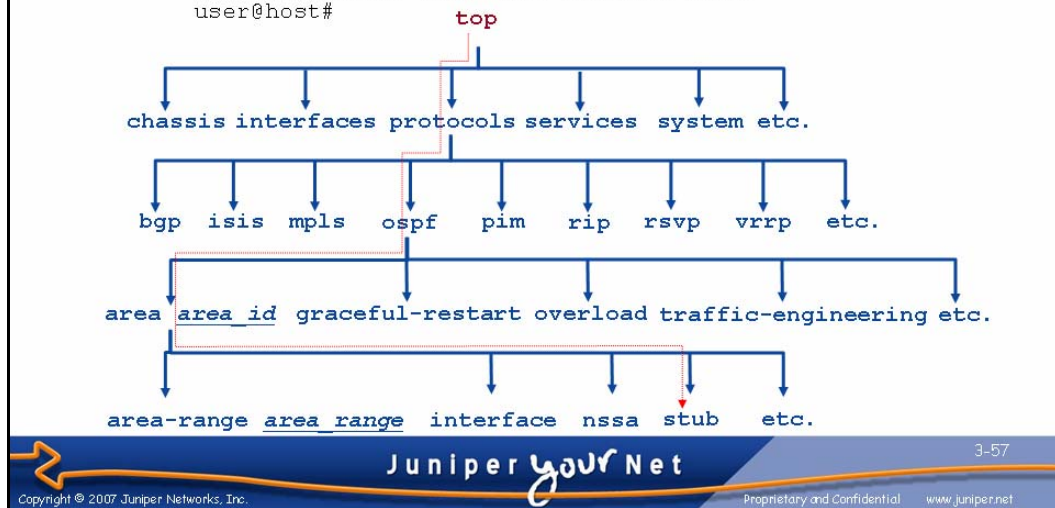 user@host#
top
chassis interfaces protocols services system etc.
bgp isis mpls ospf pim rip rsvp vrrp etc.
area area_id graceful-restart overload traffic-engineering etc.
area-range area_range interface nssa stub etc.
Juniper your Net
3-57
Copyright © 2007 Juniper Networks, Inc.
Proprietary and Confidential www.juniper.net